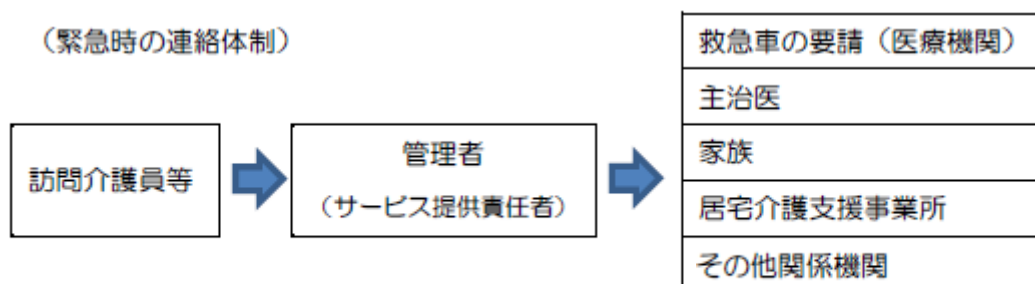 （緊急時の連絡体制）
訪問介護員等
管理者
（サービス提供責任者）
救急車の要請（医療機関）
主治医
家族
居宅介護支援事業所
その他関係機関